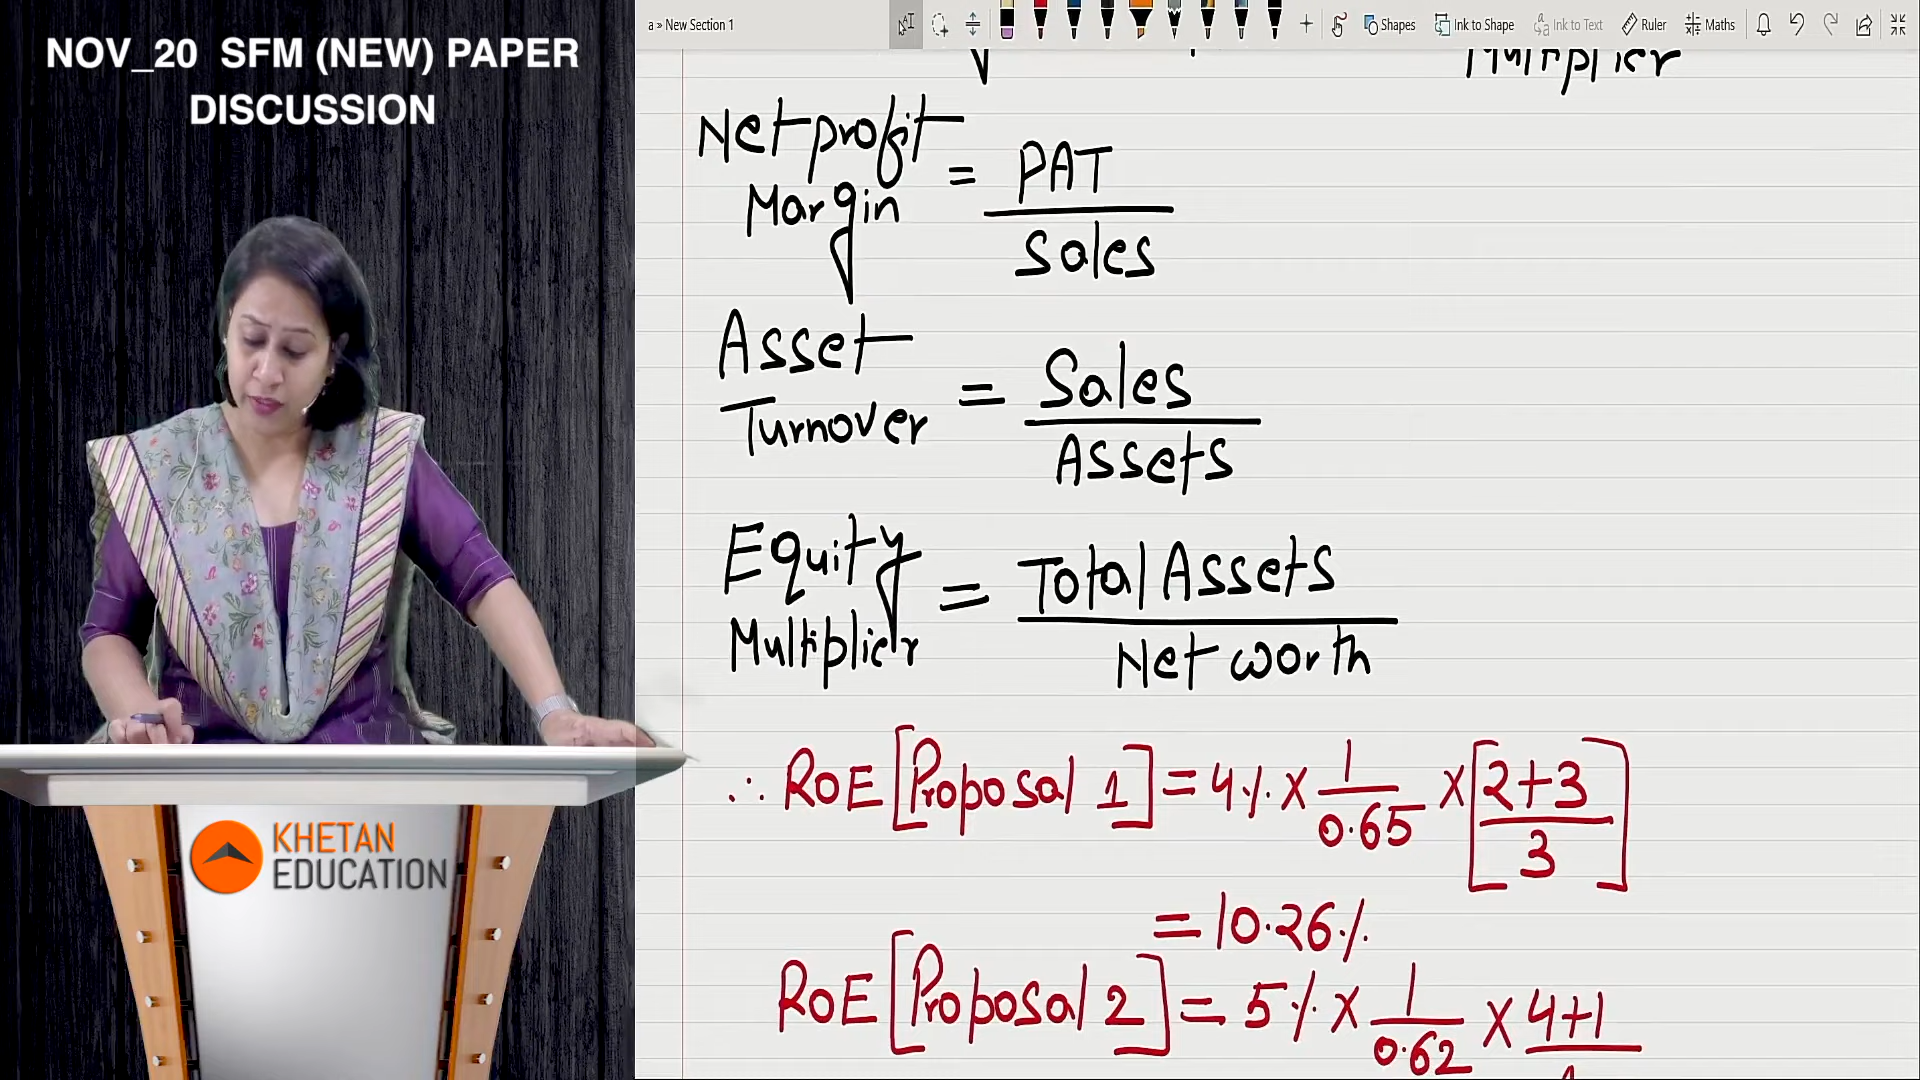 NOV_20 SFM (NEW) PAPER
DISCUSSION
KHETAN
EDUCATION
a » New Section 1
Shapes
Ink to Shape
Ink to Text
Ruler
Maths
Multiplier
Net profit Margin = PAT / Sales
Asset Turnover = Sales / Assets
Equity Multiplier = Total Assets / Net worth
∴ ROE [Proposal 1] = 4% × 1/0.65 × [2+3/3]
= 10.26%
ROE [Proposal 2] = 5% × 1/0.62 × 4+1